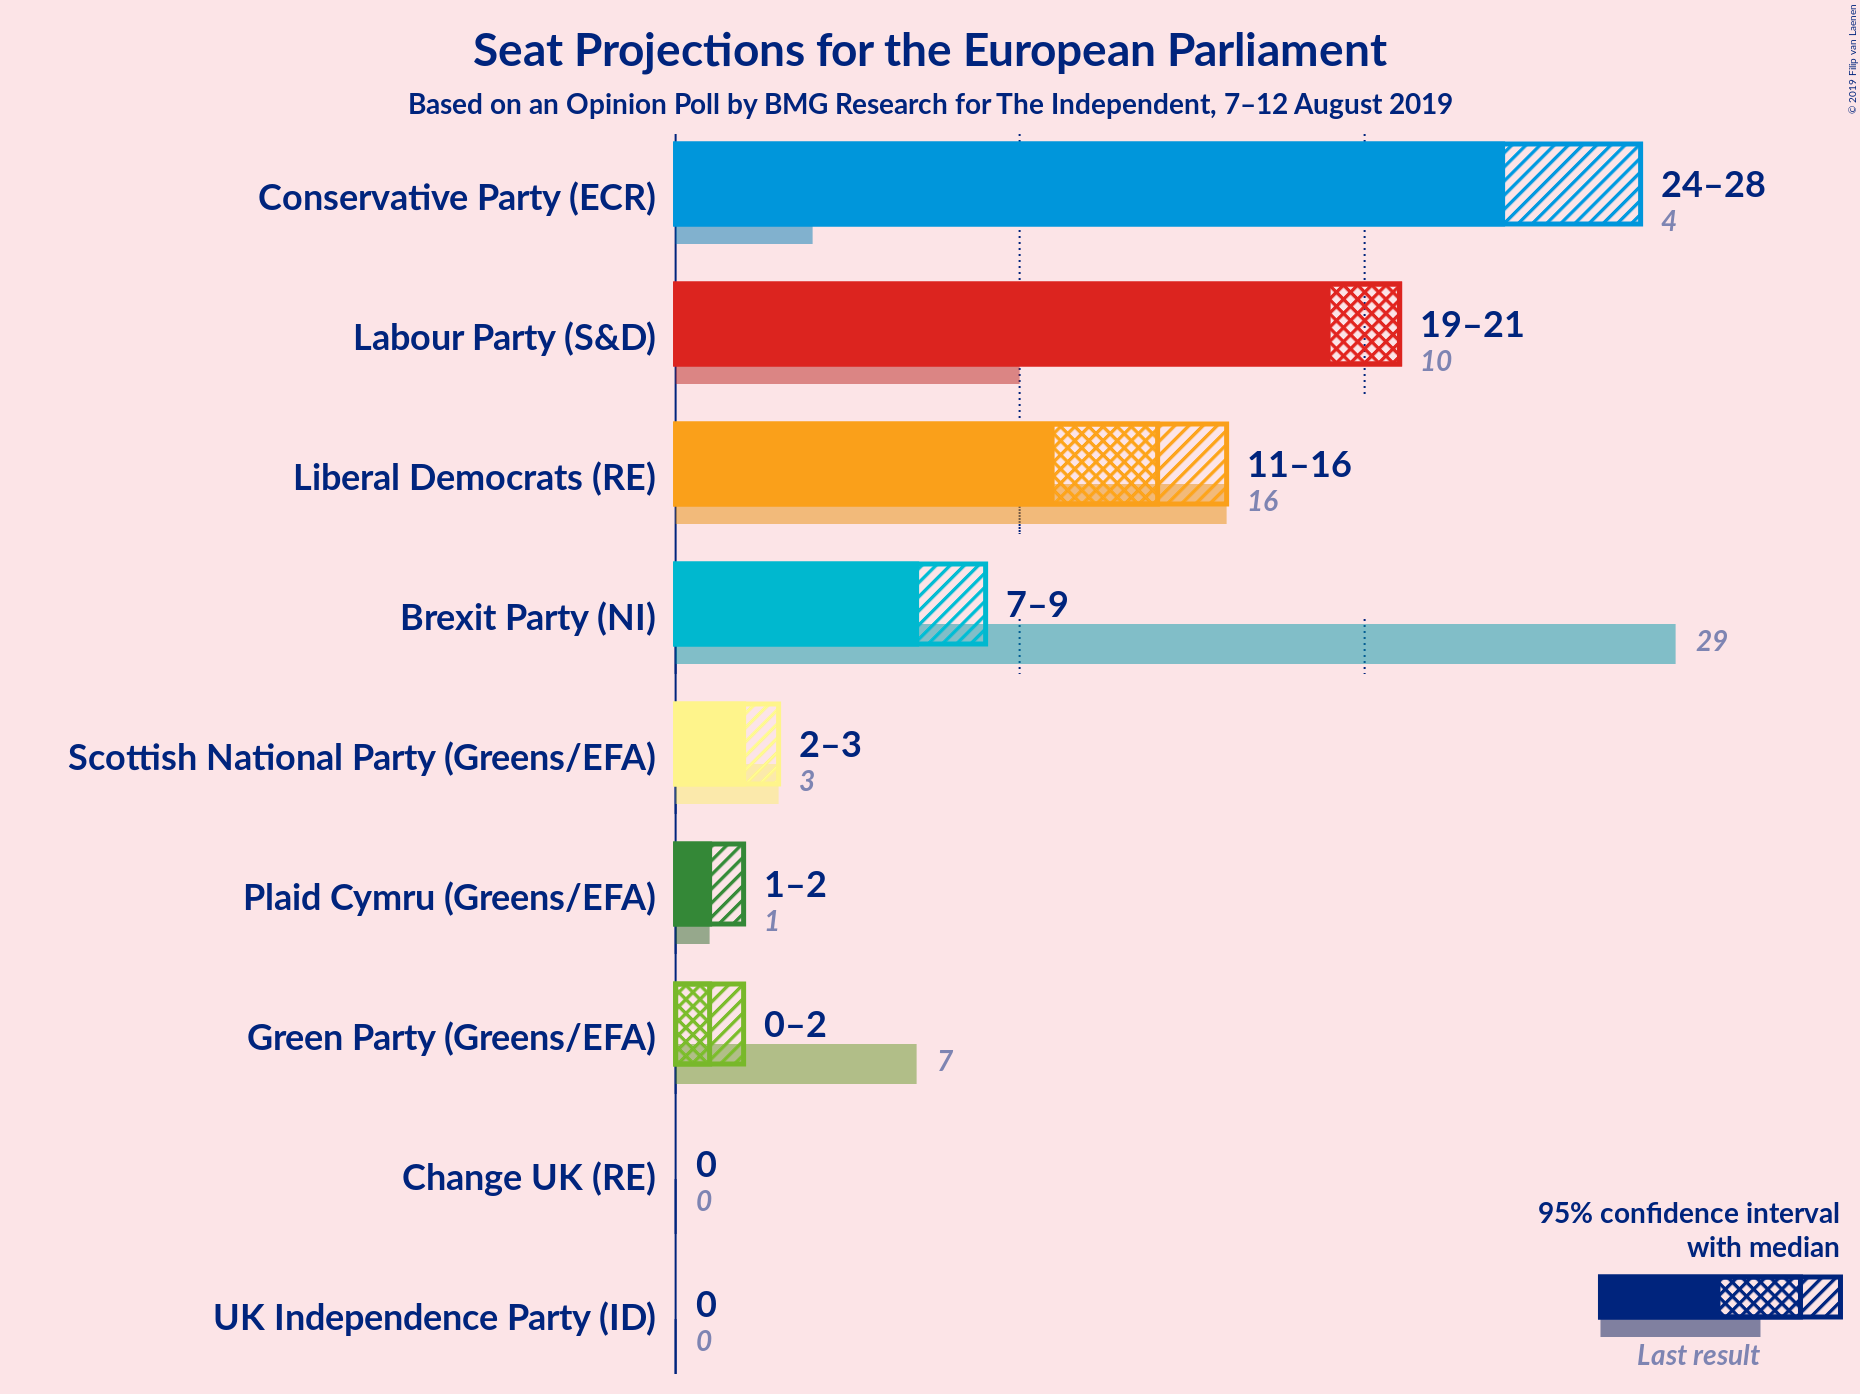 Seat Projections for the European Parliament
Based on an Opinion Poll by BMG Research for The Independent, 7–12 August 2019
© 2019 Filip van Laenen
Conservative Party (ECR)
24–28
4
Labour Party (S&D)
19–21
10
Liberal Democrats (RE)
11–16
16
Brexit Party (NI)
7–9
29
Scottish National Party (Greens/EFA)
2–3
3
Plaid Cymru (Greens/EFA)
1–2
1
Green Party (Greens/EFA)
0–2
7
Change UK (RE)
0
0
UK Independence Party (ID)
0
0
95% confidence interval
with median
Last result